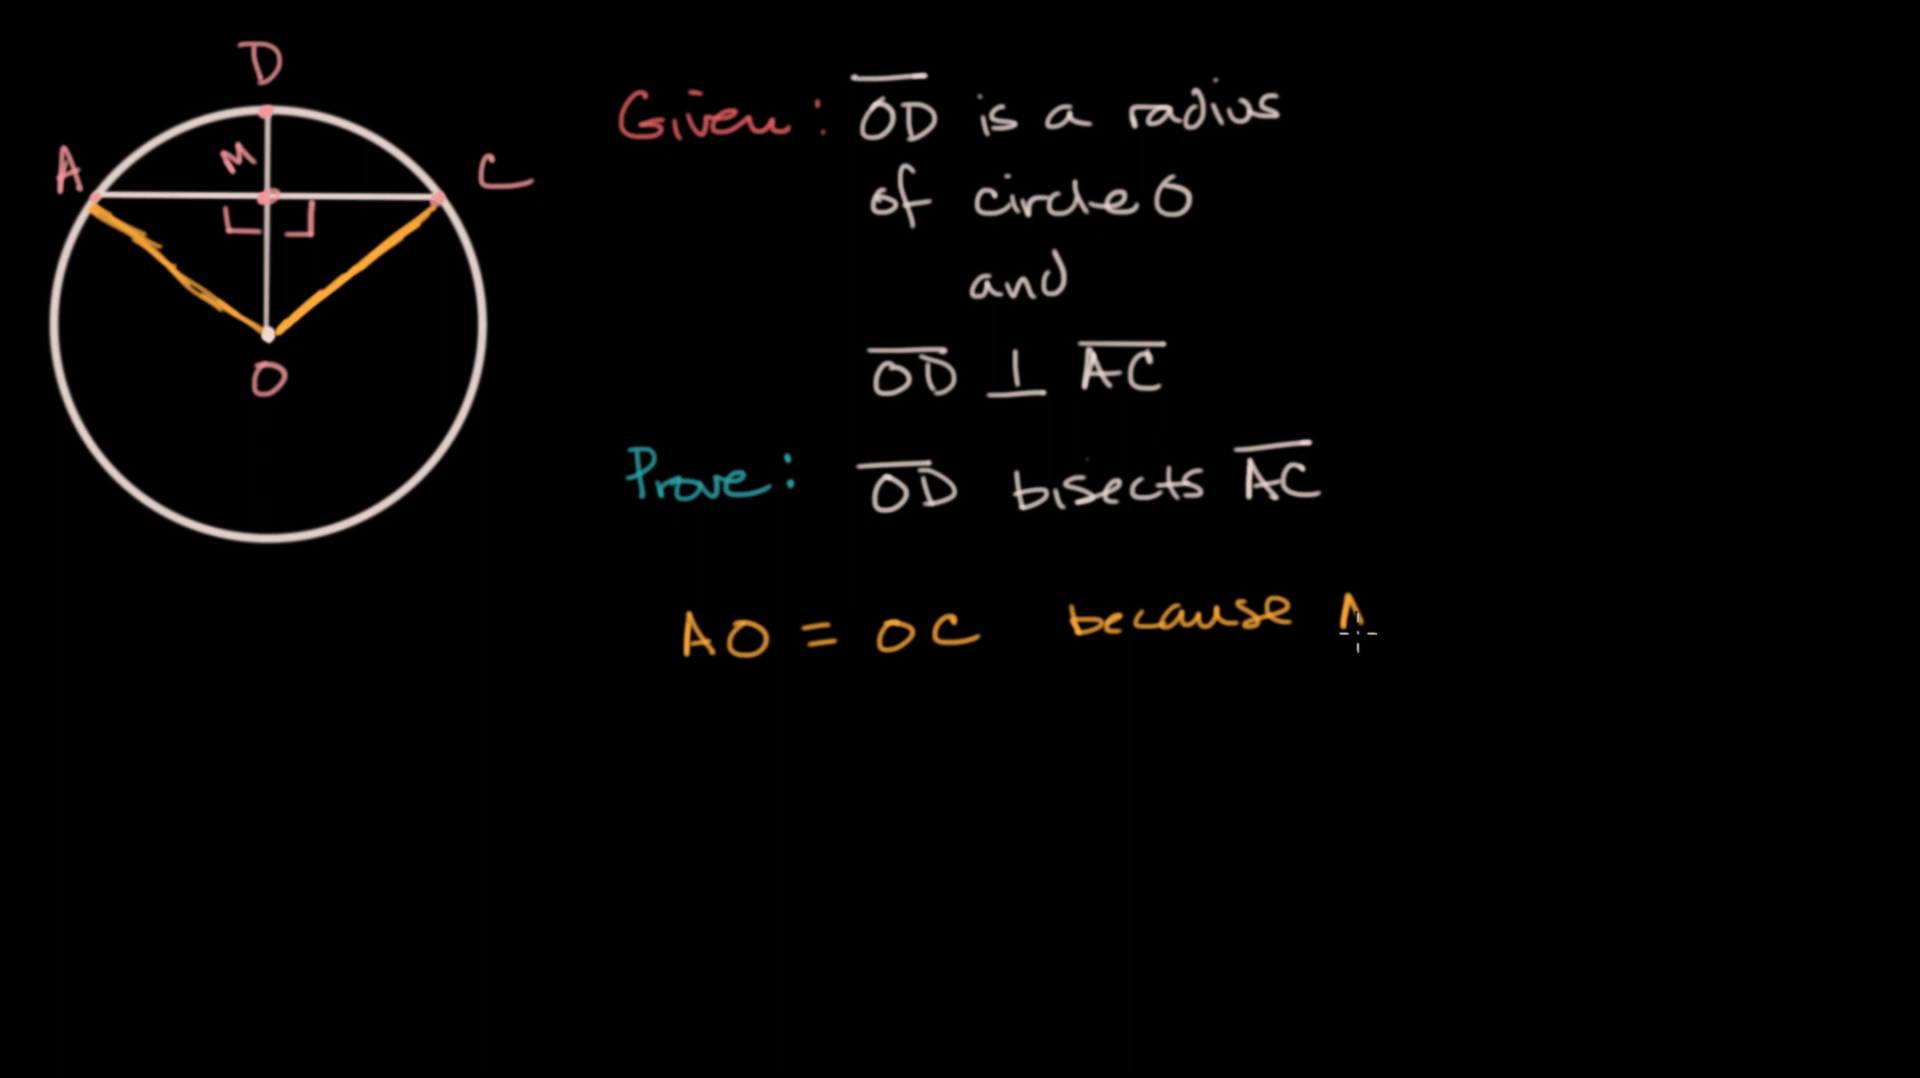 D
A
M
C
O
Given: OD is a radius
of circle O
and
OD ⊥ AC
Prove: OD bisects AC
AO = OC because